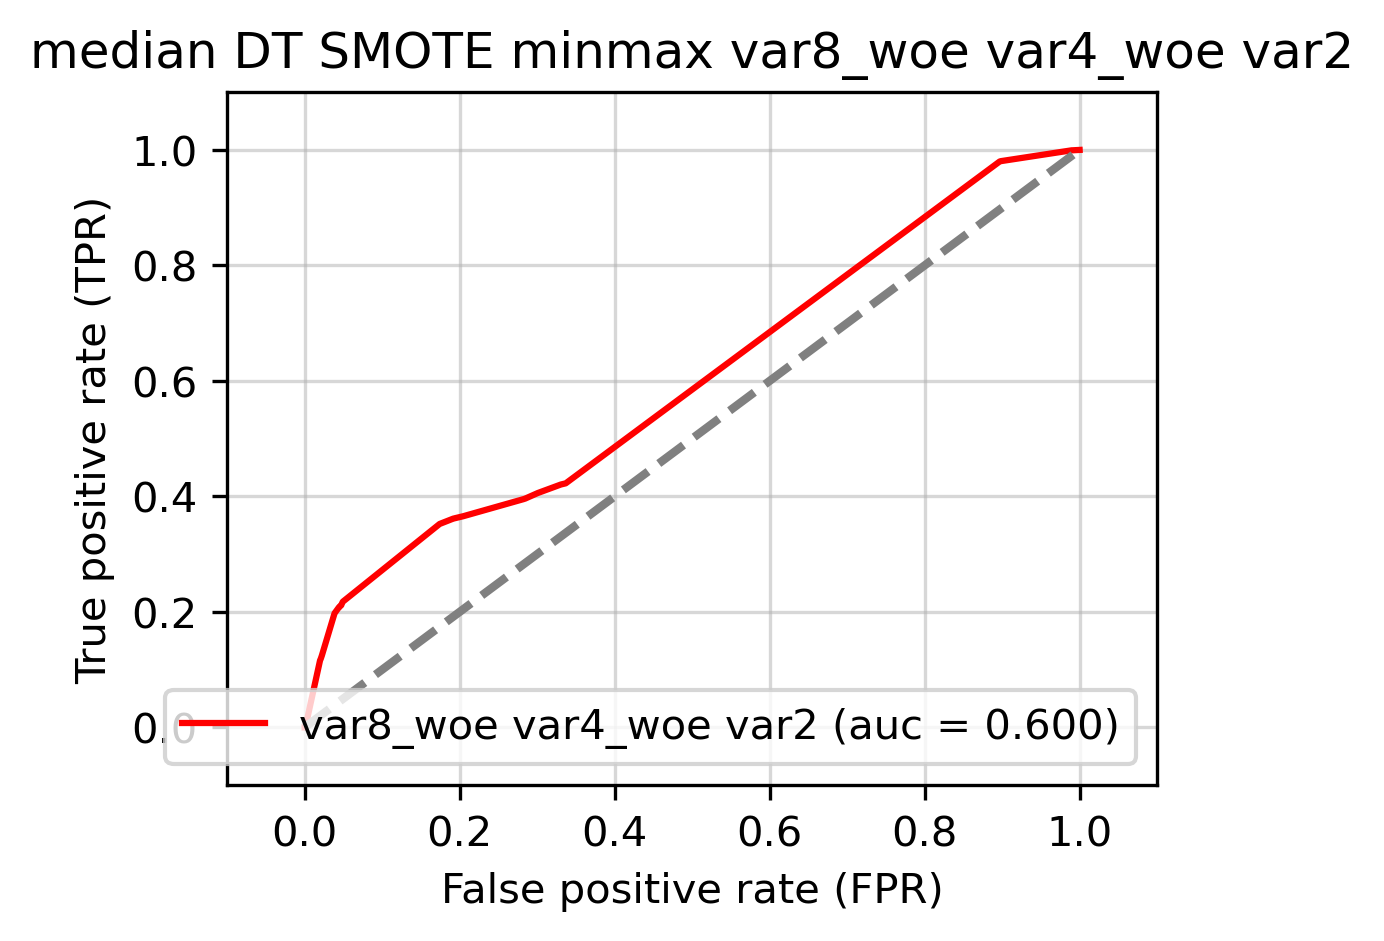 median DT SMOTE minmax var8_woe var4_woe var2
True positive rate (TPR)
1.0
0.8
0.6
0.4
0.2
0.0
var8_woe var4_woe var2 (auc = 0.600)
0.0 0.2 0.4 0.6 0.8 1.0
False positive rate (FPR)